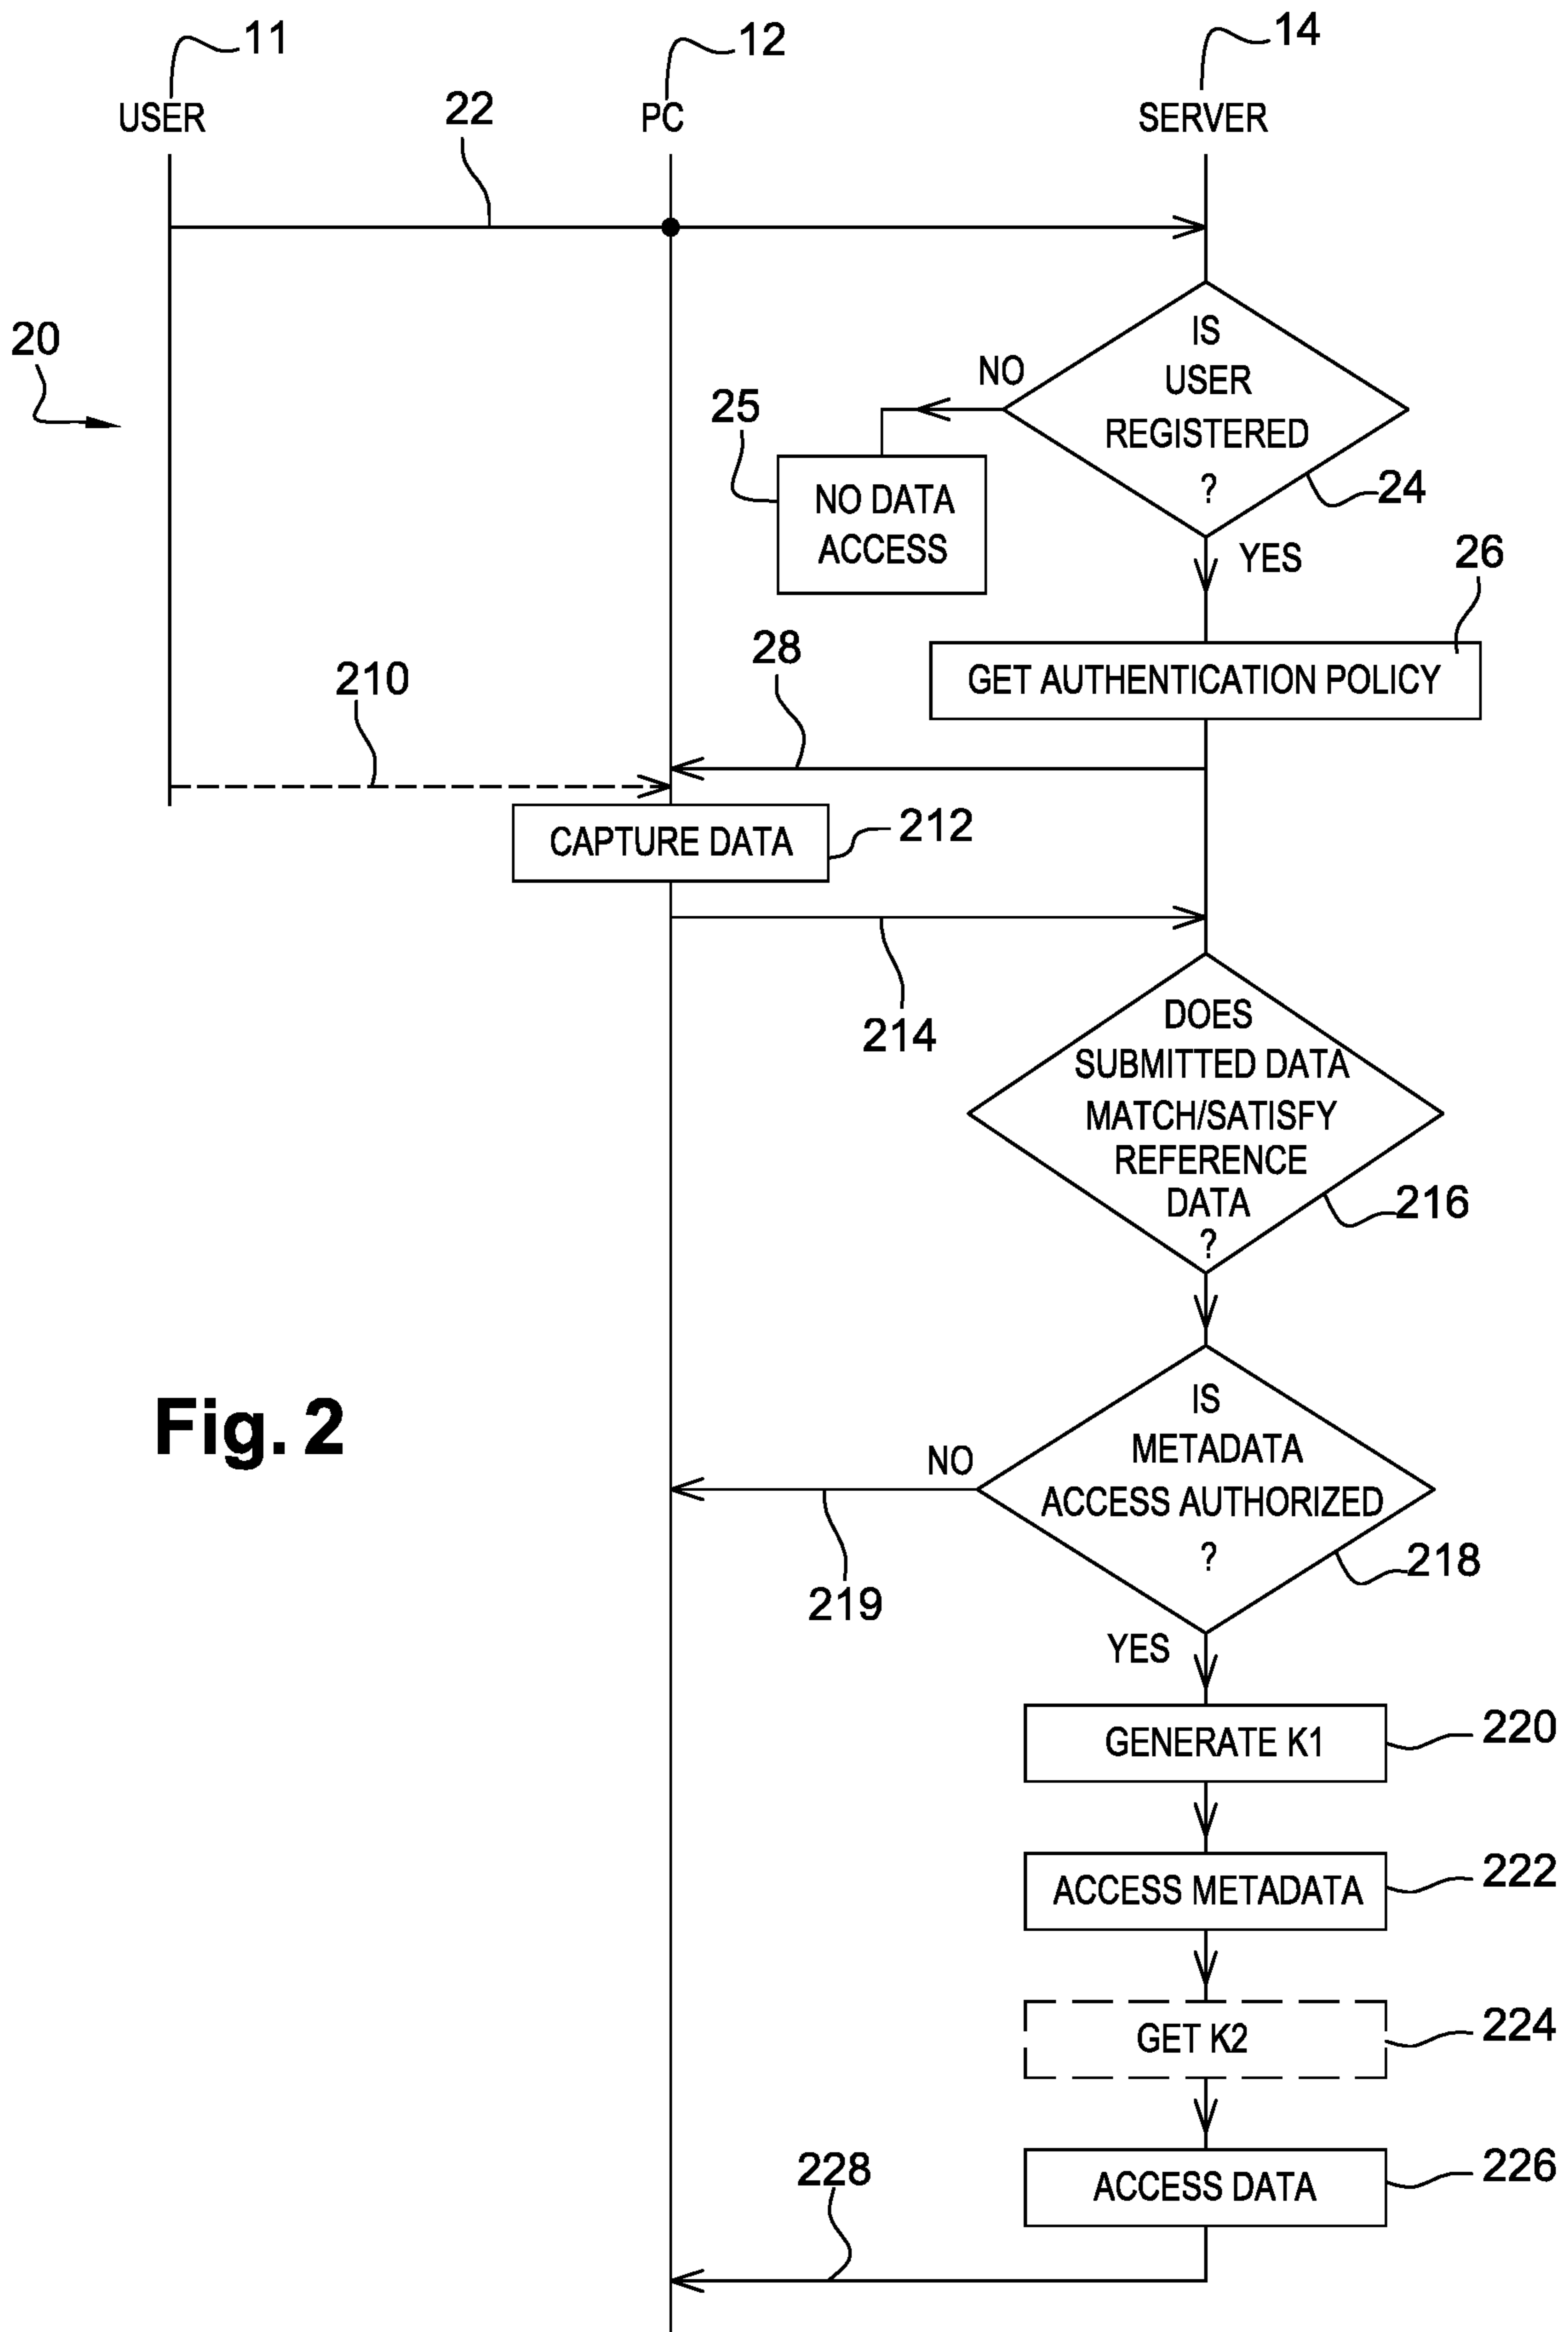 11
12
14
USER
22
PC
SERVER
20
IS
USER
REGISTERED
?
NO
25
24
NO DATA
ACCESS
YES
26
GET AUTHENTICATION POLICY
28
210
CAPTURE DATA
212
214
DOES
SUBMITTED DATA
MATCH/SATISFY
REFERENCE
DATA
?
216
Fig. 2
IS
METADATA
ACCESS AUTHORIZED
?
NO
218
219
YES
GENERATE K1
220
ACCESS METADATA
222
GET K2
224
ACCESS DATA
226
228